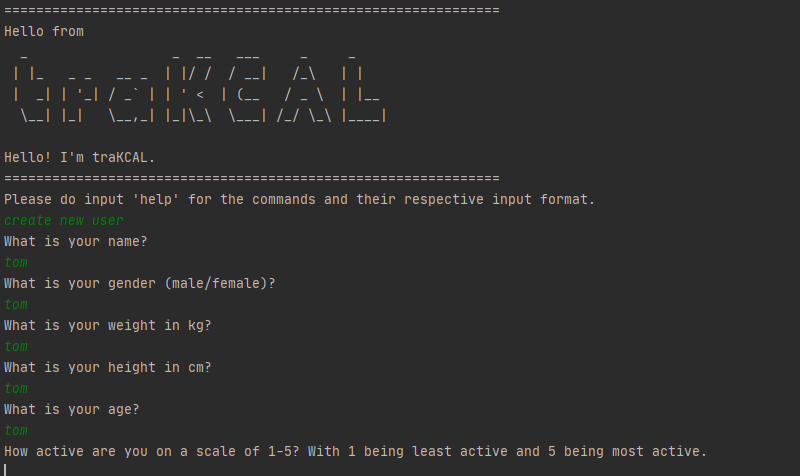 ==============================================================
Hello from
  _                  _  __   ___     _     _
 | |_   _ _   __ _  | |/ /  / __|   /_\   | |
 |  _| | '_| / _` | | ' <  | (__   / _ \  | |__
  \__| |_|   \__,_| |_|\_\  \___| /_/ \_\ |____|
Hello! I'm traKCAL.
==============================================================
Please do input 'help' for the commands and their respective input format.
create new user
What is your name?
tom
What is your gender (male/female)?
tom
What is your weight in kg?
tom
What is your height in cm?
tom
What is your age?
tom
How active are you on a scale of 1-5? With 1 being least active and 5 being most active.